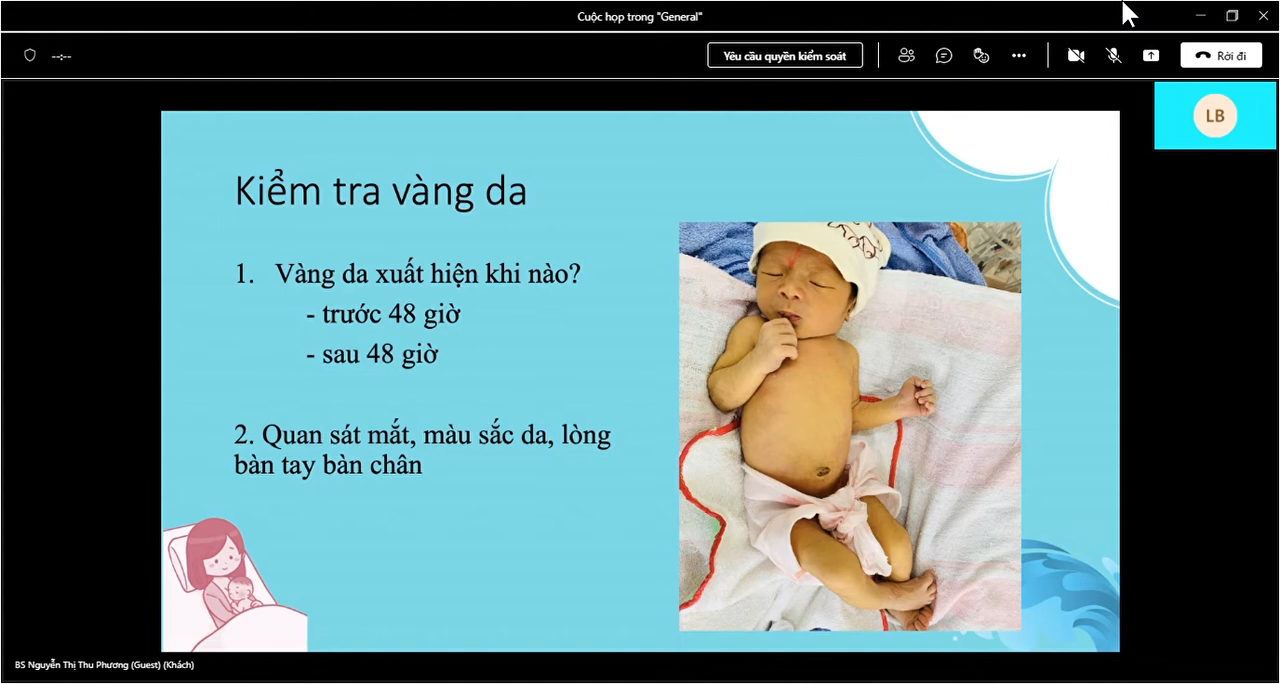 Cuộc họp trong "General"
--:--
Yêu cầu quyền kiểm soát
Rời đi
LB
Kiểm tra vàng da
1. Vàng da xuất hiện khi nào?
- trước 48 giờ
- sau 48 giờ
2. Quan sát mắt, màu sắc da, lòng
bàn tay bàn chân
BS Nguyễn Thị Thu Phương (Guest) (Khách)